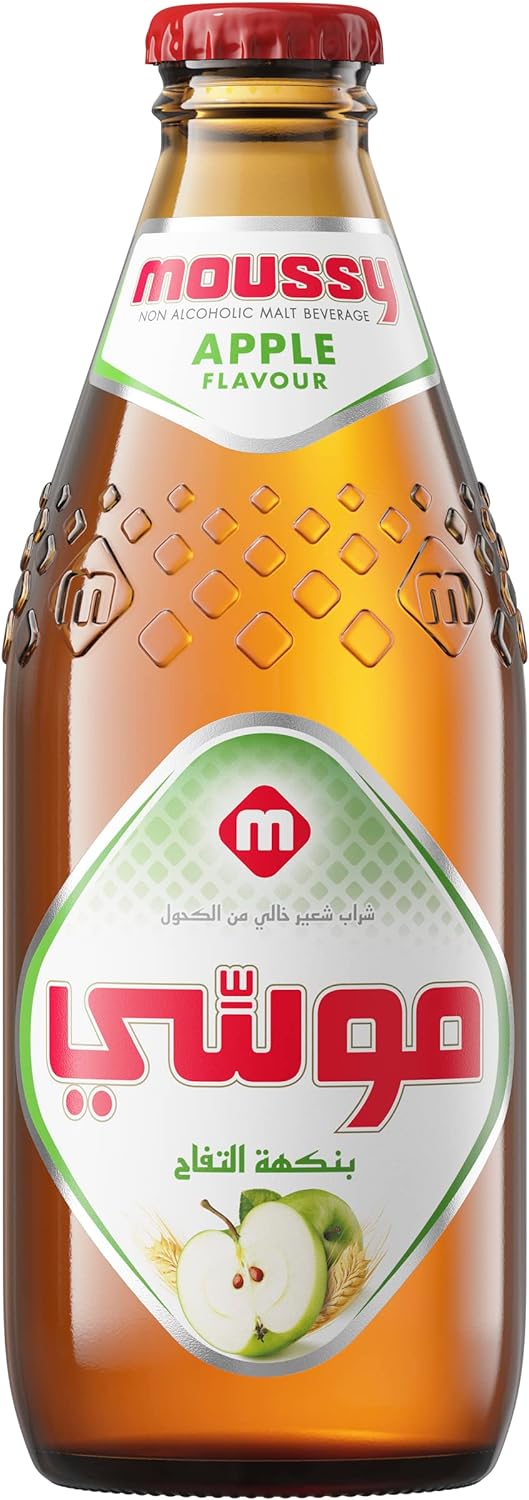 moussy
NON ALCOHOLIC MALT BEVERAGE
APPLE
FLAVOUR
m
m
m
شراب شعير خالي من الكحول
موسّي
بنكهة التفاح